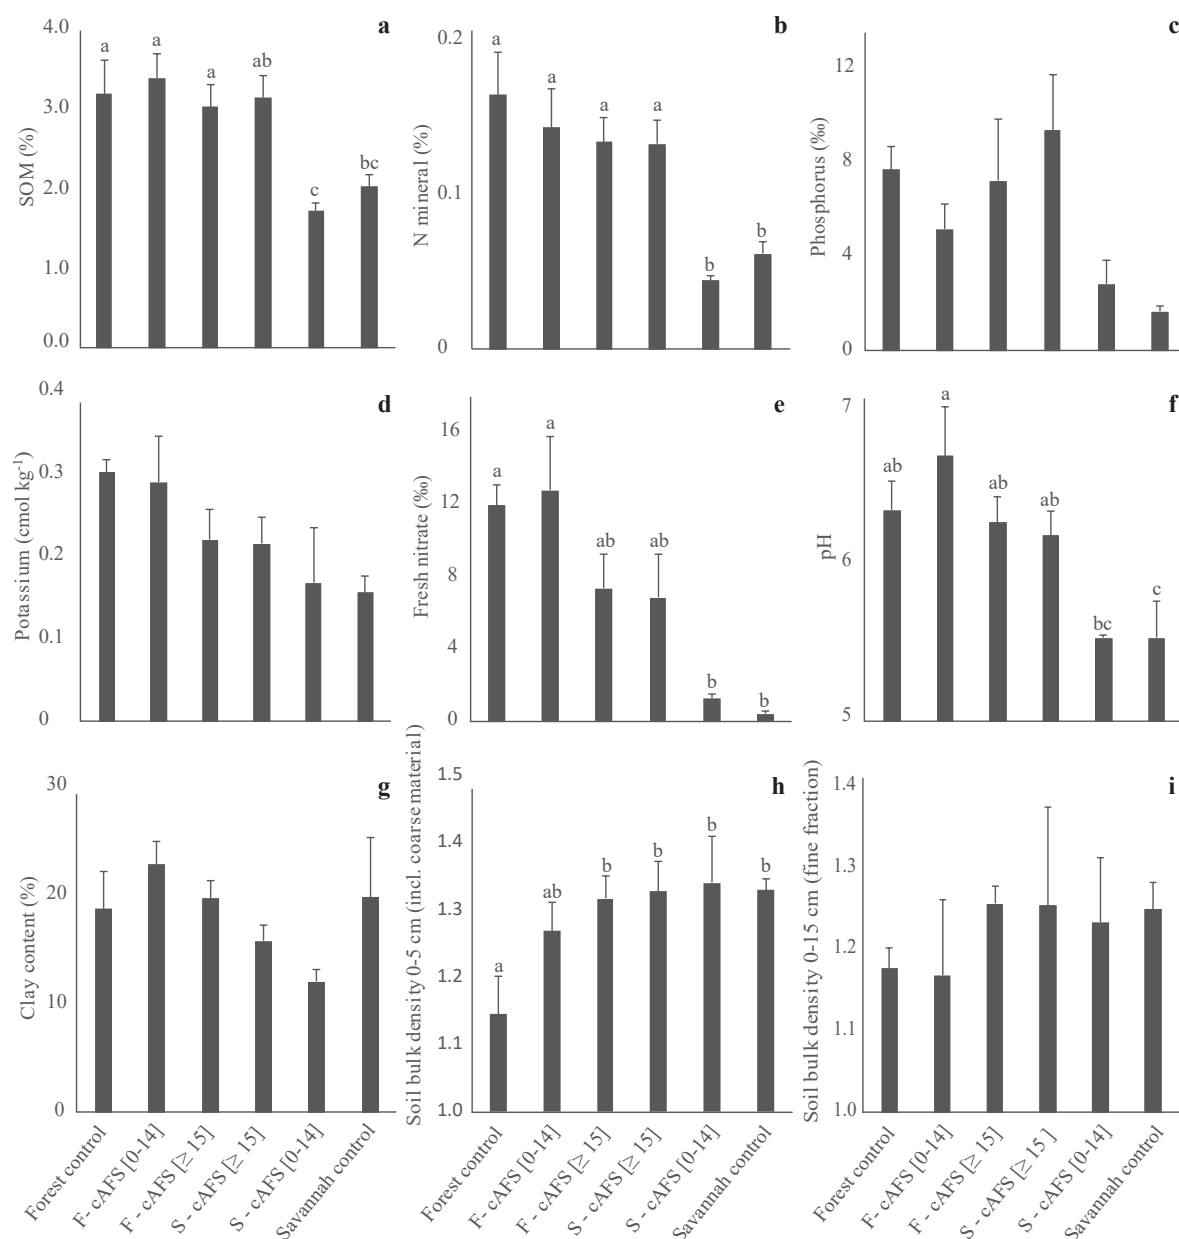 a
SOM (%)
4.0
3.0
2.0
1.0
0.0
a
a
a
ab
c
bc
b
N mineral (%)
0.2
0.1
0
a
a
a
a
b
b
c
Phosphorus (‰)
12
8
4
0
d
Potassium (cmol kg-1)
0.4
0.3
0.2
0.1
0
e
Fresh nitrate (‰)
16
12
8
4
0
a
a
ab
ab
b
b
f
pH
7
6
5
ab
a
ab
ab
bc
c
g
Clay content (%)
30
20
10
0
Forest control
F- cAFS [0-14]
F - cAFS [≥ 15]
S - cAFS [≥ 15]
S - cAFS [0-14]
Savannah control
h
Soil bulk density 0-5 cm (incl. coarse material)
1.5
1.4
1.3
1.2
1.1
1.0
a
ab
b
b
b
b
Forest control
F- cAFS [0-14]
F - cAFS [≥ 15]
S - cAFS [≥ 15]
S - cAFS [0-14]
Savannah control
i
Soil bulk density 0-15 cm (fine fraction)
1.4
1.3
1.2
1.1
1.0
Forest control
F- cAFS [0-14]
F - cAFS [≥ 15]
S - cAFS [≥ 15 ]
S - cAFS [0-14]
Savannah control